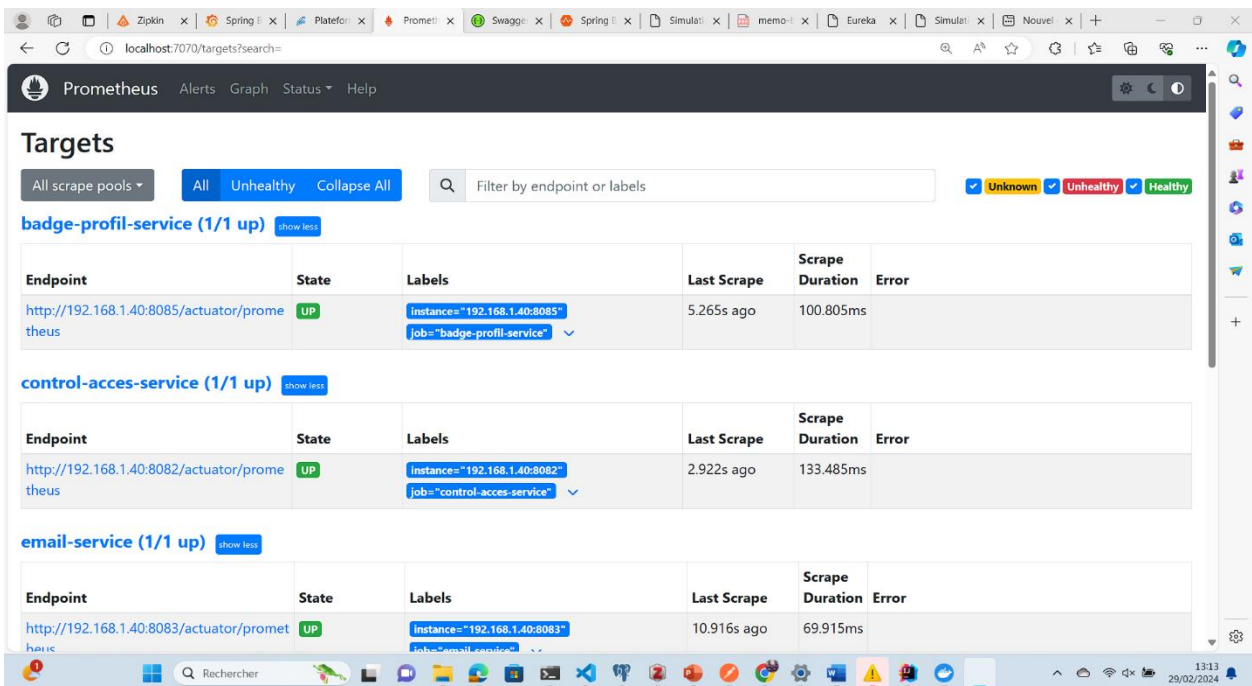 Zipkin
Spring E
Platefor
Prometh
Swagge
Spring E
Simulati
memo-t
Eureka
Simulati
Nouvel
localhost:7070/targets?search=
Prometheus Alerts Graph Status Help
Targets
All scrape pools All Unhealthy Collapse All Filter by endpoint or labels Unknown Unhealthy Healthy
badge-profil-service (1/1 up) show less
Endpoint State Labels Last Scrape Scrape Duration Error
http://192.168.1.40:8085/actuator/prome UP instance="192.168.1.40:8085" 5.265s ago 100.805ms
theus job="badge-profil-service"
control-acces-service (1/1 up) show less
Endpoint State Labels Last Scrape Scrape Duration Error
http://192.168.1.40:8082/actuator/prome UP instance="192.168.1.40:8082" 2.922s ago 133.485ms
theus job="control-acces-service"
email-service (1/1 up) show less
Endpoint State Labels Last Scrape Scrape Duration Error
http://192.168.1.40:8083/actuator/promet UP instance="192.168.1.40:8083" 10.916s ago 69.915ms
heus job="email-service"
Rechercher
13:13
29/02/2024